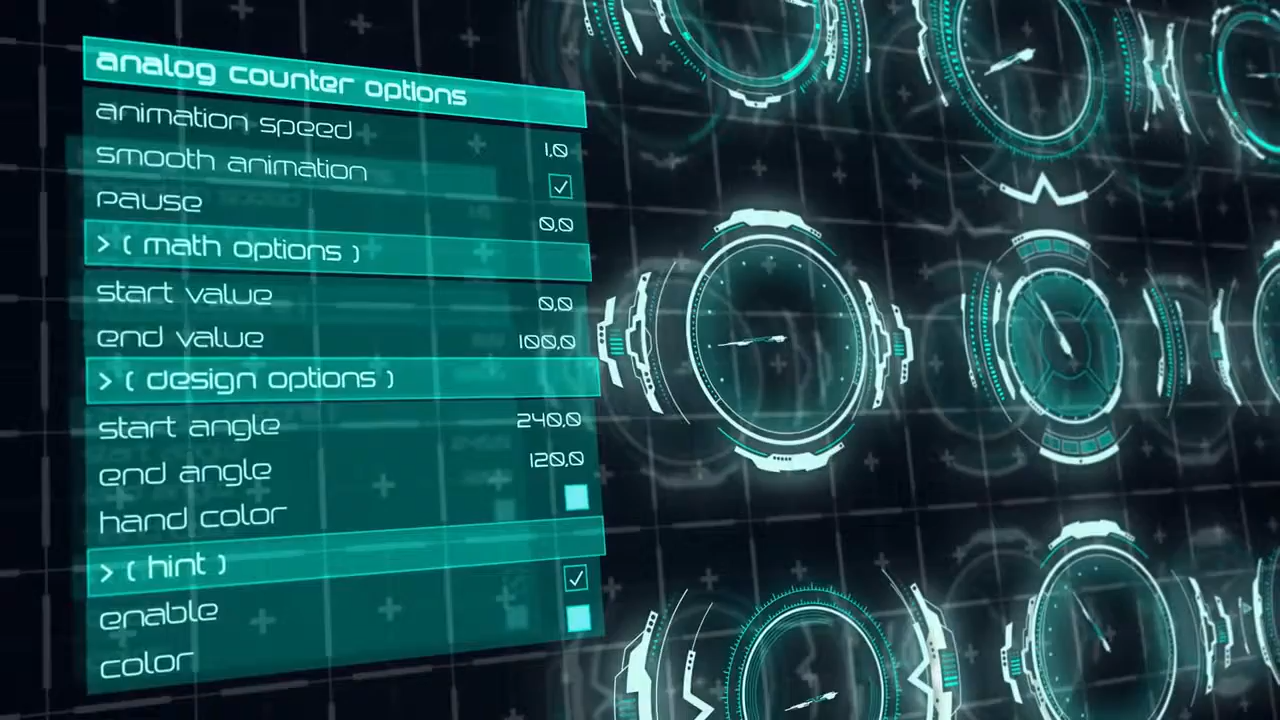 analog counter options
animation speed 1,0
smooth animation
pause 0,0
> ( math options )
start value 0,0
end value 100,0
> ( design options )
start angle 240,0
end angle 120,0
hand color
> ( hint )
enable
color